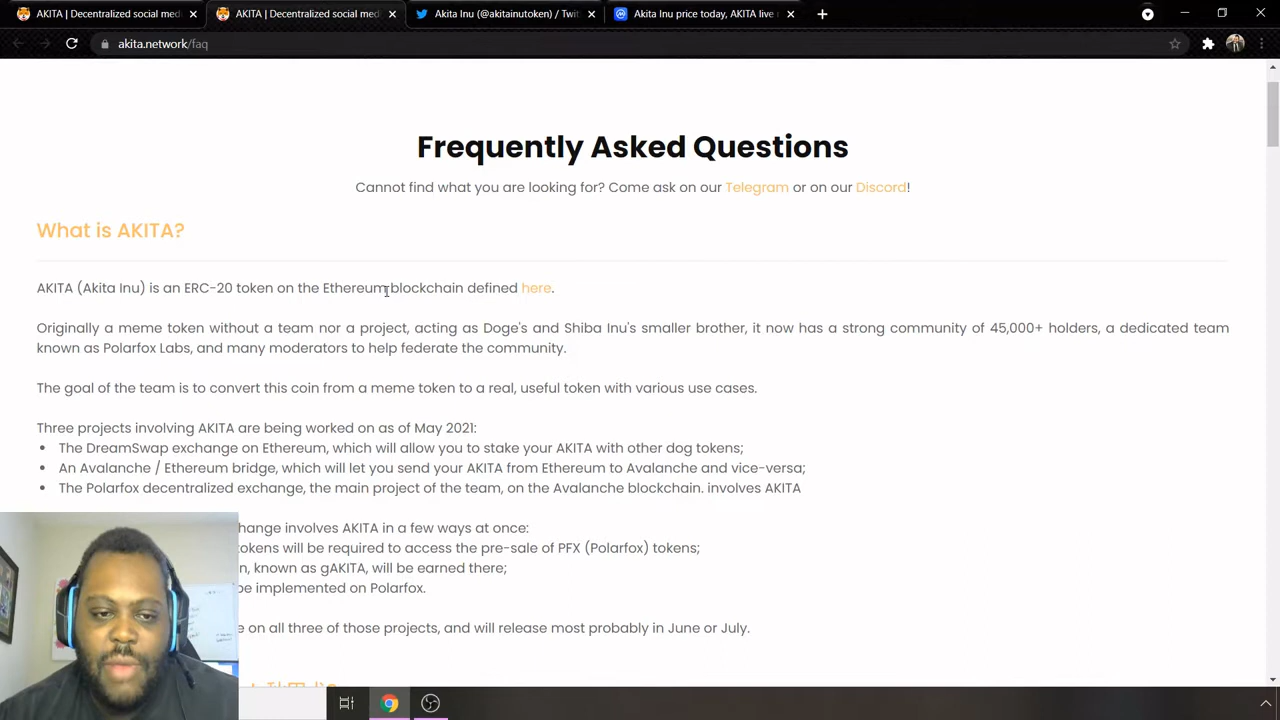 AKITA | Decentralized social med
AKITA | Decentralized social med
Akita Inu (@akitainutoken) / Twit
Akita Inu price today, AKITA live
akita.network/faq
Frequently Asked Questions
Cannot find what you are looking for? Come ask on our Telegram or on our Discord!
What is AKITA?
AKITA (Akita Inu) is an ERC-20 token on the Ethereum blockchain defined here.
Originally a meme token without a team nor a project, acting as Doge's and Shiba Inu's smaller brother, it now has a strong community of 45,000+ holders, a dedicated team
known as Polarfox Labs, and many moderators to help federate the community.
The goal of the team is to convert this coin from a meme token to a real, useful token with various use cases.
Three projects involving AKITA are being worked on as of May 2021:
• The DreamSwap exchange on Ethereum, which will allow you to stake your AKITA with other dog tokens;
• An Avalanche / Ethereum bridge, which will let you send your AKITA from Ethereum to Avalanche and vice-versa;
• The Polarfox decentralized exchange, the main project of the team, on the Avalanche blockchain. involves AKITA
hange involves AKITA in a few ways at once:
tokens will be required to access the pre-sale of PFX (Polarfox) tokens;
n, known as gAKITA, will be earned there;
be implemented on Polarfox.
e on all three of those projects, and will release most probably in June or July.